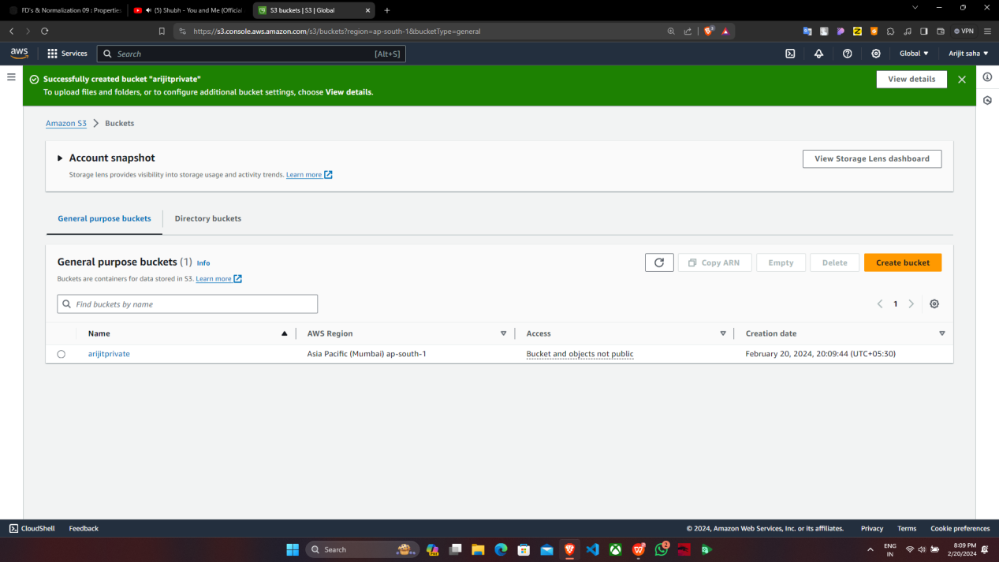 FD's & Normalization 09 : Properties
(5) Shubh - You and Me (Official
S3 buckets | S3 | Global
https://s3.console.aws.amazon.com/s3/buckets?region=ap-south-1&bucketType=general
VPN
aws
Services
Search
[Alt+S]
Global
Arijit saha
Successfully created bucket "arijitprivate"
To upload files and folders, or to configure additional bucket settings, choose View details.
View details
Amazon S3
Buckets
Account snapshot
Storage lens provides visibility into storage usage and activity trends. Learn more
View Storage Lens dashboard
General purpose buckets
Directory buckets
General purpose buckets (1) Info
Buckets are containers for data stored in S3. Learn more
Copy ARN
Empty
Delete
Create bucket
Find buckets by name
1
Name
AWS Region
Access
Creation date
arijitprivate
Asia Pacific (Mumbai) ap-south-1
Bucket and objects not public
February 20, 2024, 20:09:44 (UTC+05:30)
CloudShell
Feedback
© 2024, Amazon Web Services, Inc. or its affiliates.
Privacy
Terms
Cookie preferences
Search
2
ENG
IN
8:09 PM
2/20/2024